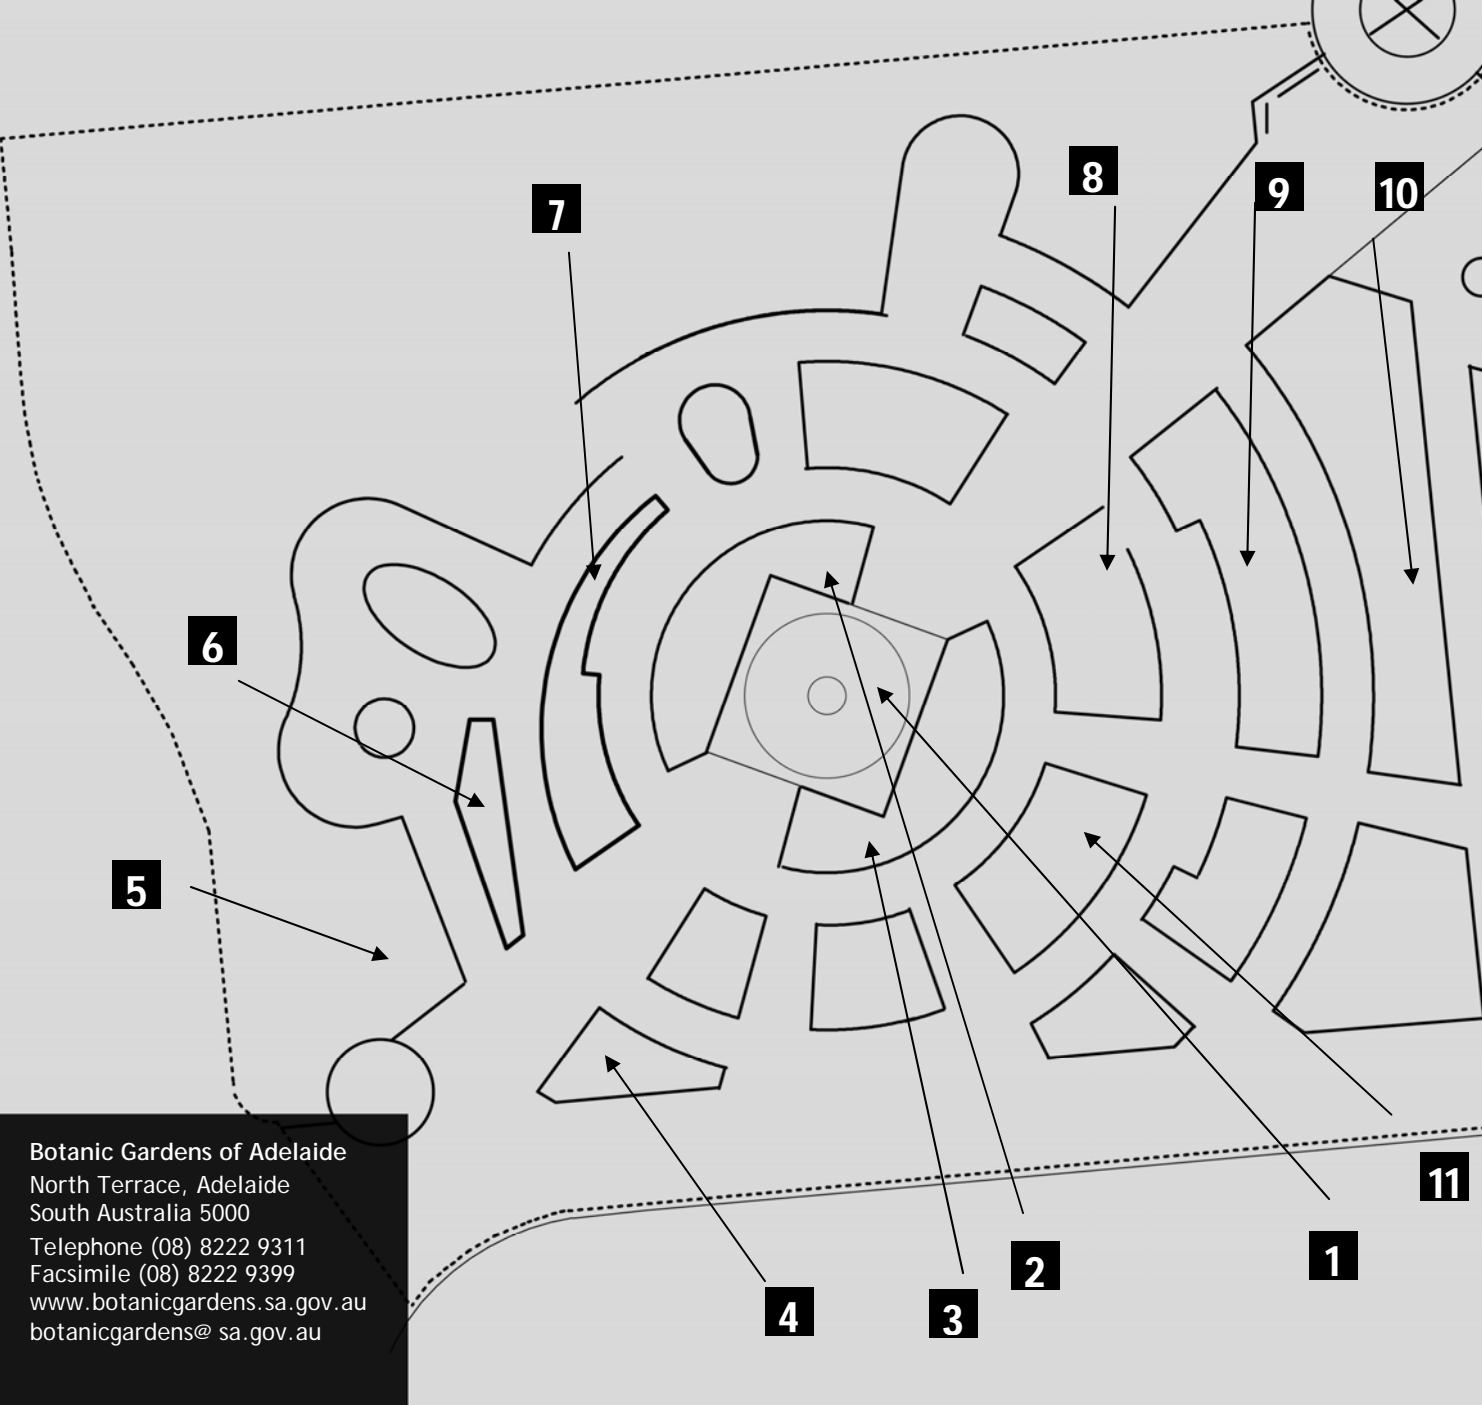 8
9
10
7
6
5
11
1
2
3
4
Botanic Gardens of Adelaide
North Terrace, Adelaide
South Australia 5000
Telephone (08) 8222 9311
Facsimile (08) 8222 9399
www.botanicgardens.sa.gov.au
botanicgardens@ sa.gov.au